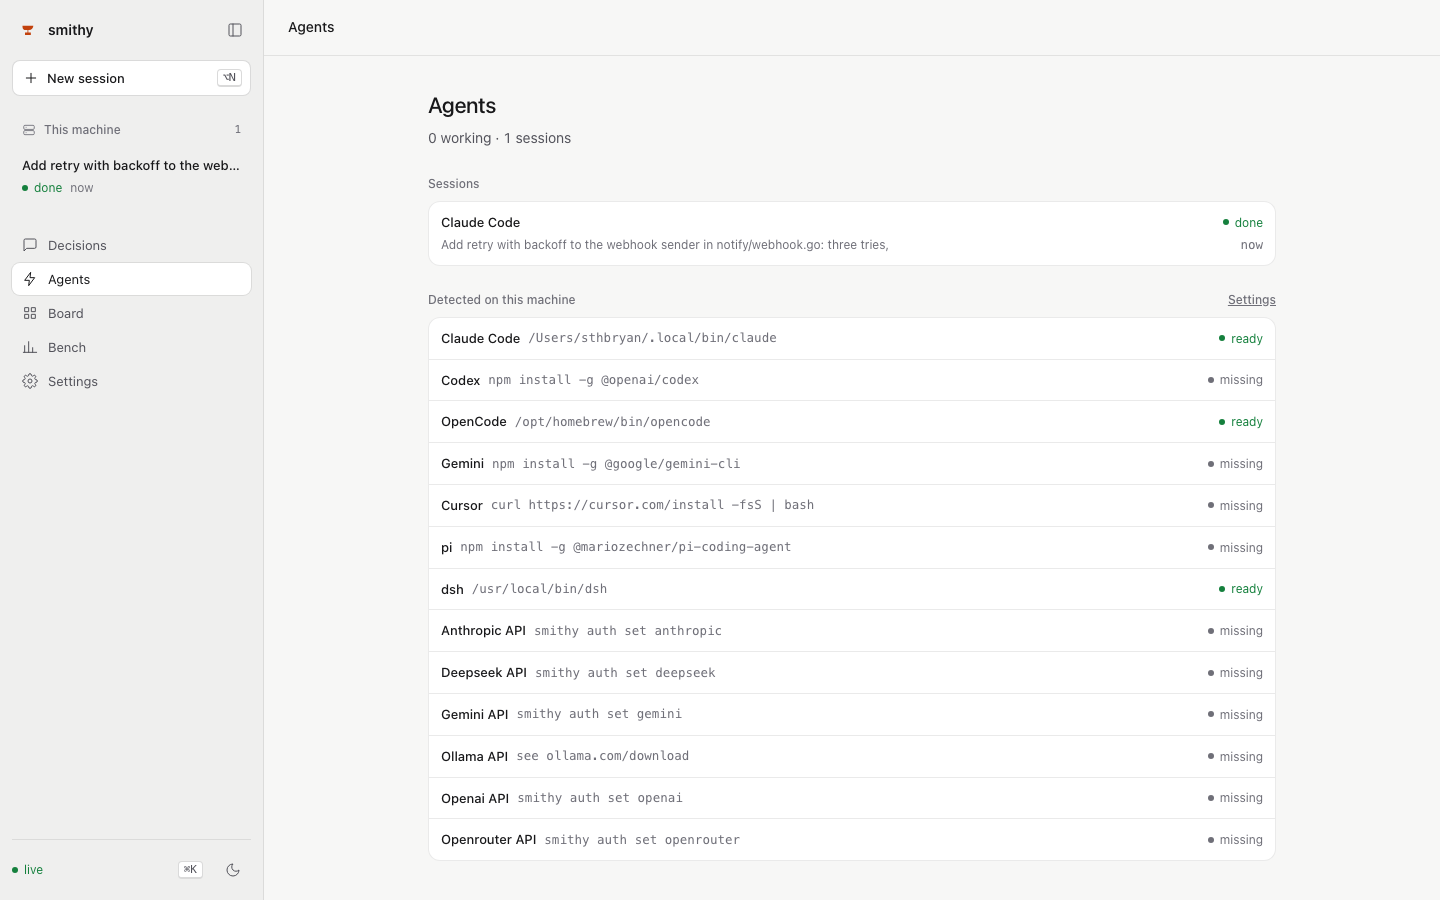 smithy
New session ⌥N
This machine 1
Add retry with backoff to the web...
done now
Decisions
Agents
Board
Bench
Settings
live ⌘K
Agents
Agents
0 working · 1 sessions
Sessions
Claude Code done
Add retry with backoff to the webhook sender in notify/webhook.go: three tries, now
Detected on this machine Settings
Claude Code /Users/sthbryan/.local/bin/claude ready
Codex npm install -g @openai/codex missing
OpenCode /opt/homebrew/bin/opencode ready
Gemini npm install -g @google/gemini-cli missing
Cursor curl https://cursor.com/install -fsS | bash missing
pi npm install -g @mariozechner/pi-coding-agent missing
dsh /usr/local/bin/dsh ready
Anthropic API smithy auth set anthropic missing
Deepseek API smithy auth set deepseek missing
Gemini API smithy auth set gemini missing
Ollama API see ollama.com/download missing
Openai API smithy auth set openai missing
Openrouter API smithy auth set openrouter missing